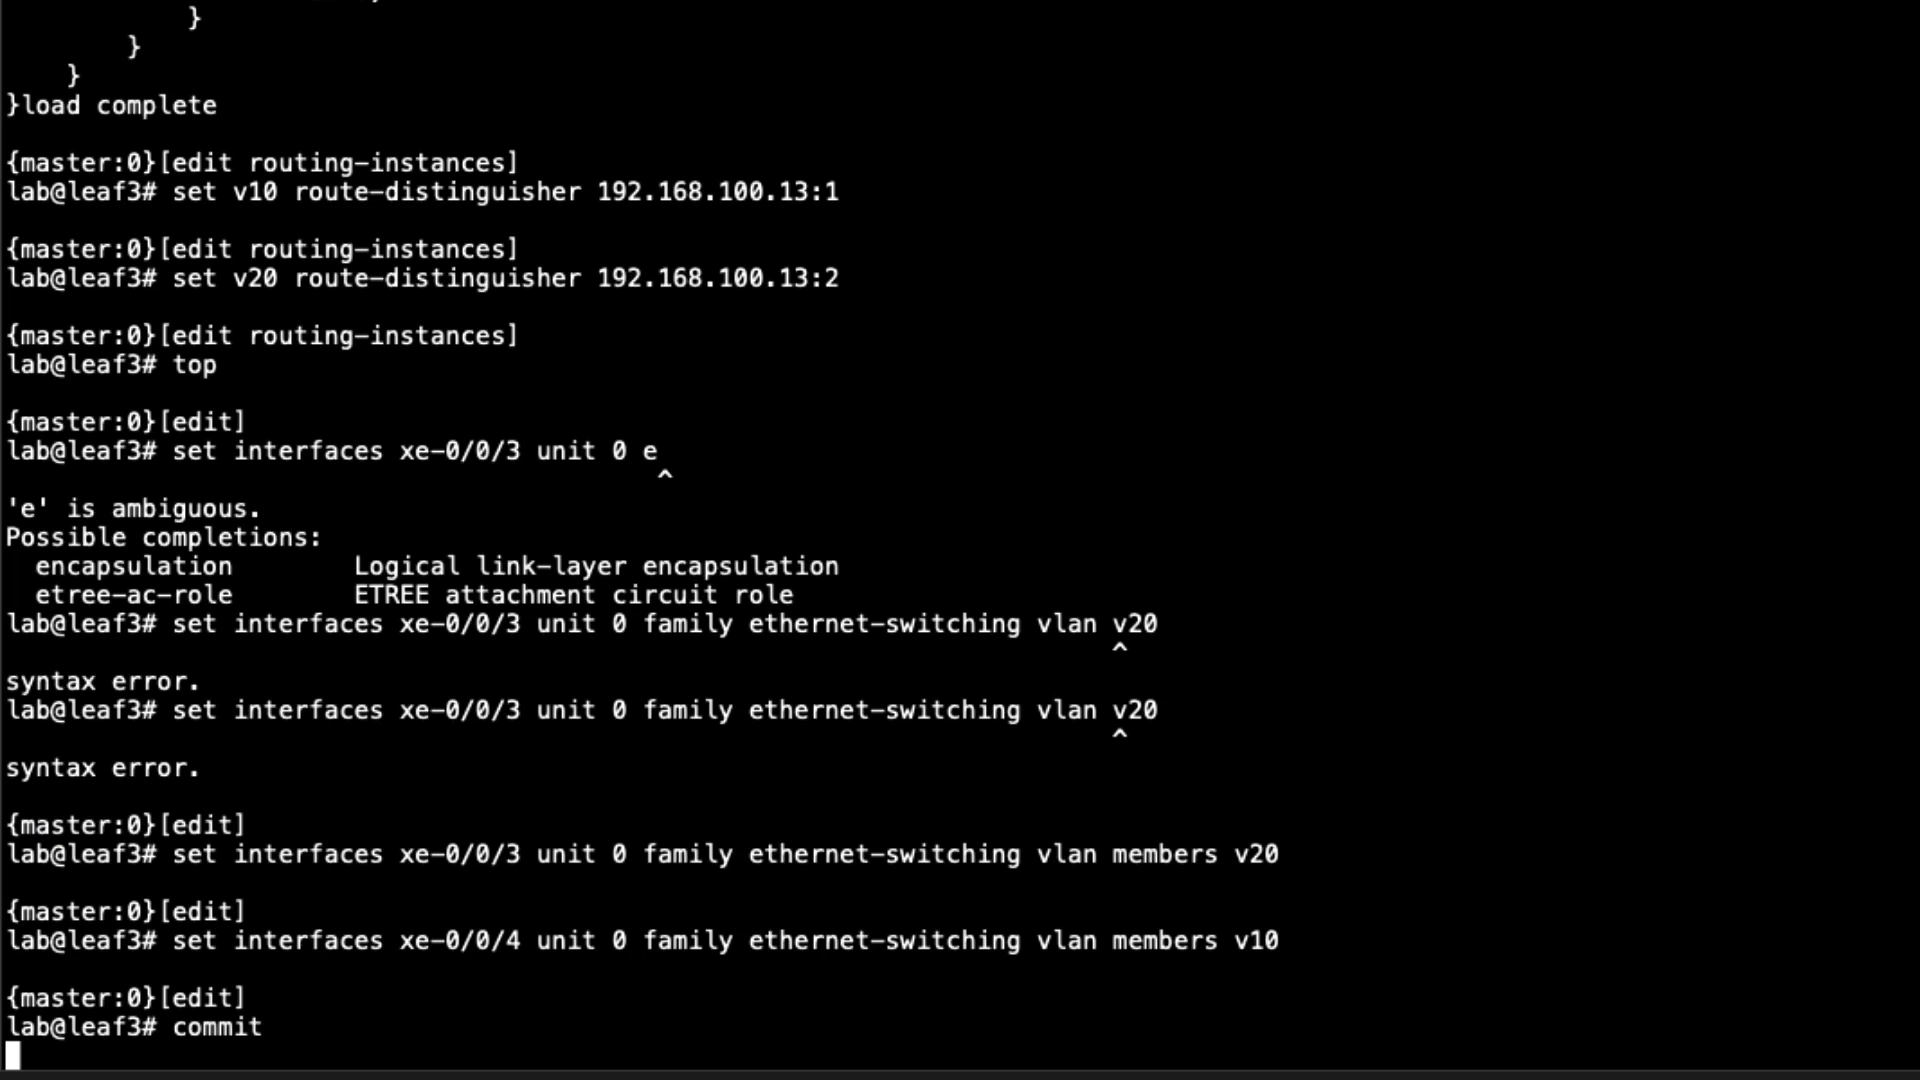 }
}
}
}load complete
{master:0}[edit routing-instances]
lab@leaf3# set v10 route-distinguisher 192.168.100.13:1
{master:0}[edit routing-instances]
lab@leaf3# set v20 route-distinguisher 192.168.100.13:2
{master:0}[edit routing-instances]
lab@leaf3# top
{master:0}[edit]
lab@leaf3# set interfaces xe-0/0/3 unit 0 e
^
'e' is ambiguous.
Possible completions:
encapsulation        Logical link-layer encapsulation
etree-ac-role        ETREE attachment circuit role
lab@leaf3# set interfaces xe-0/0/3 unit 0 family ethernet-switching vlan v20
^
syntax error.
lab@leaf3# set interfaces xe-0/0/3 unit 0 family ethernet-switching vlan v20
^
syntax error.
{master:0}[edit]
lab@leaf3# set interfaces xe-0/0/3 unit 0 family ethernet-switching vlan members v20
{master:0}[edit]
lab@leaf3# set interfaces xe-0/0/4 unit 0 family ethernet-switching vlan members v10
{master:0}[edit]
lab@leaf3# commit